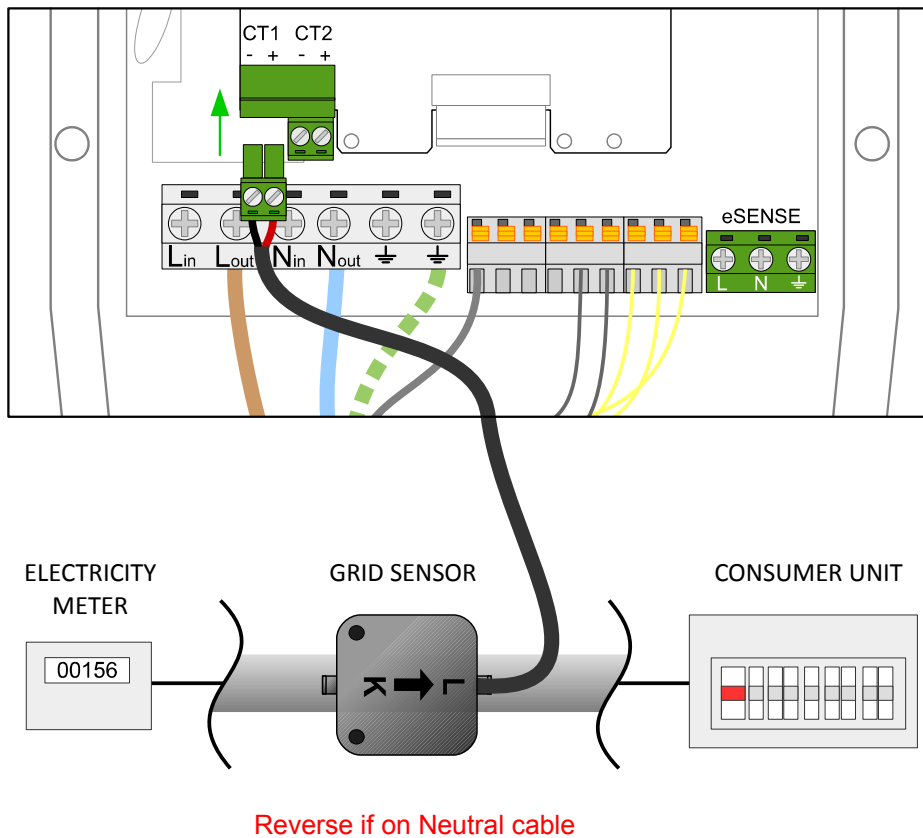 CT1 CT2
- + - +
Lin Lout Nin Nout ⏚ ⏚
eSENSE
L N ⏚
ELECTRICITY
METER
GRID SENSOR
CONSUMER UNIT
00156
K L
Reverse if on Neutral cable